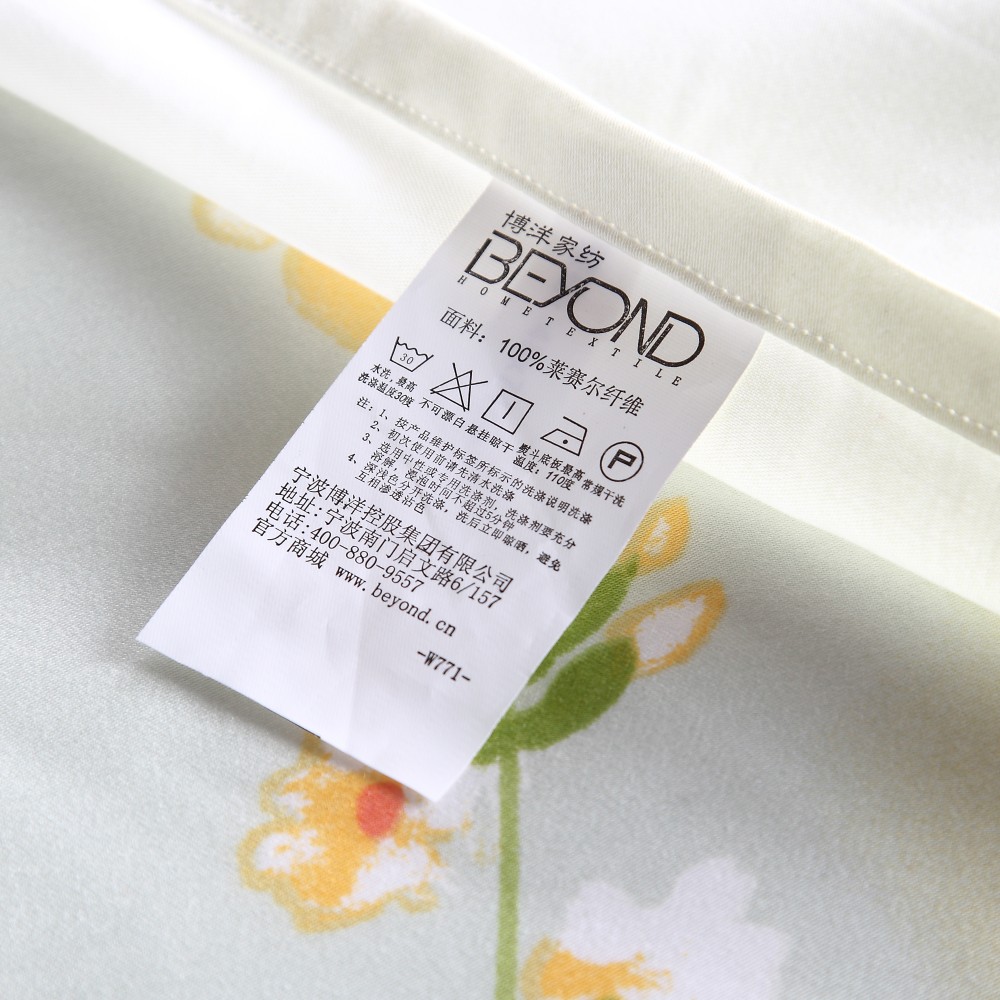 博洋家纺
BEYOND
HOMETEXTILE
面料：100%莱赛尔纤维
30
水洗，最高
洗涤温度30度
不可漂白
悬挂晾干
熨斗底板最高
温度：110度
P
常规干洗
注：1、按产品维护标签所标示的洗涤说明洗涤
2、初次使用前请先清水洗涤
3、选用中性或专用洗涤剂，洗涤剂要充分
溶解，浸泡时间不超过5分钟
4、深浅色分开洗涤，洗后立即晾晒，避免
互相渗透沾色
宁波博洋控股集团有限公司
地址：宁波南门启文路6/157
电话：400-880-9557
官方商城 www.beyond.cn
-W771-